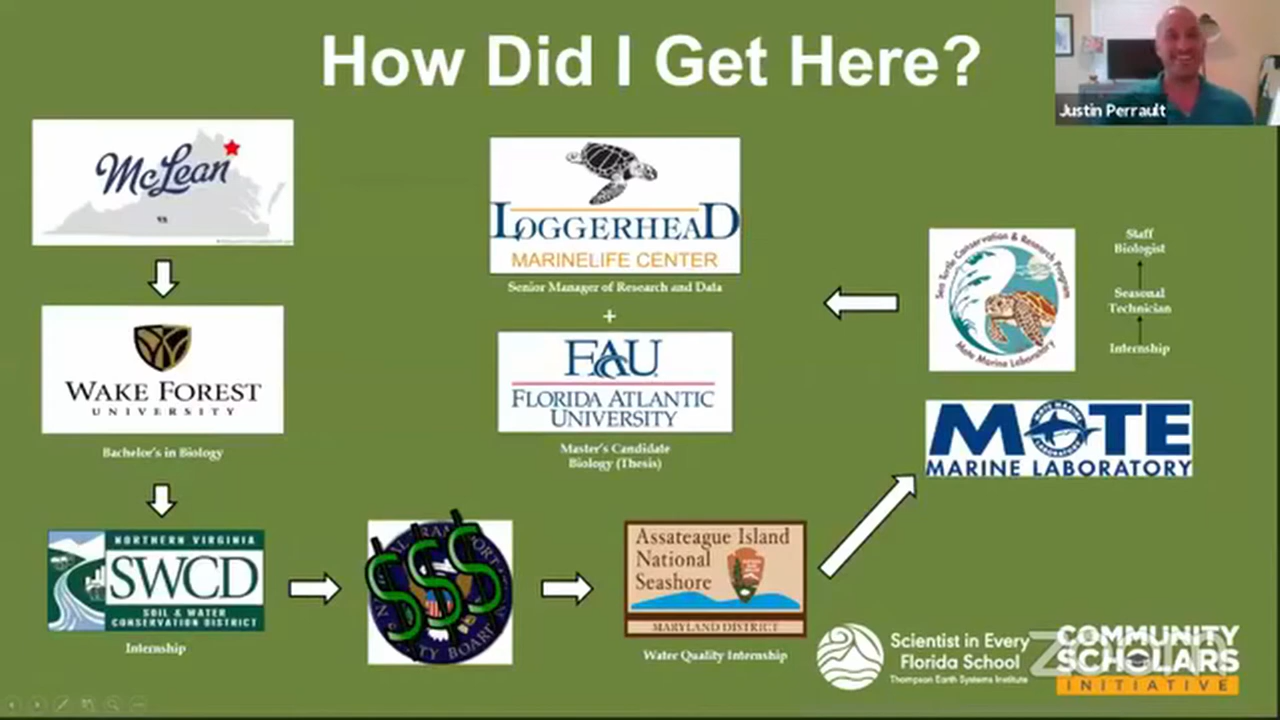 How Did I Get Here?
Justin Perrault
McLean
VA
WAKE FOREST
UNIVERSITY
Bachelor's in Biology
NORTHERN VIRGINIA
SWCD
SOIL & WATER
CONSERVATION DISTRICT
Internship
$$$
Assateague Island
National
Seashore
MARYLAND DISTRICT
Water Quality Internship
MOTE
MARINE LABORATORY
Sea Turtle Conservation & Research Program
Mote Marine Laboratory
Staff
Biologist
Seasonal
Technician
Internship
LOGGERHEAD
MARINELIFE CENTER
Senior Manager of Research and Data
+
FAU
FLORIDA ATLANTIC
UNIVERSITY
Master's Candidate
Biology (Thesis)
Scientist in Every
Florida School
Thompson Earth Systems Institute
COMMUNITY
SCHOLARS
INITIATIVE
zoom